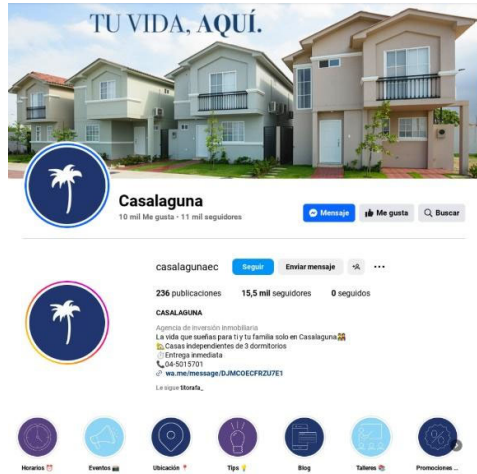 TU VIDA, AQUÍ.
Casalaguna
10 mil Me gusta • 11 mil seguidores
Mensaje
Me gusta
Buscar
casalagunaec
Seguir
Enviar mensaje
236 publicaciones 15,5 mil seguidores 0 seguidos
CASALAGUNA
Agencia de inversión inmobiliaria
La vida que sueñas para ti y tu familia solo en Casalaguna
Casas independientes de 3 dormitorios
Entrega inmediata
04-5015701
wa.me/message/DJMCOECFRZU7E1
Le sigue titorafa_
Horarios
Eventos
Ubicación
Tips
Blog
Talleres
Promociones ...